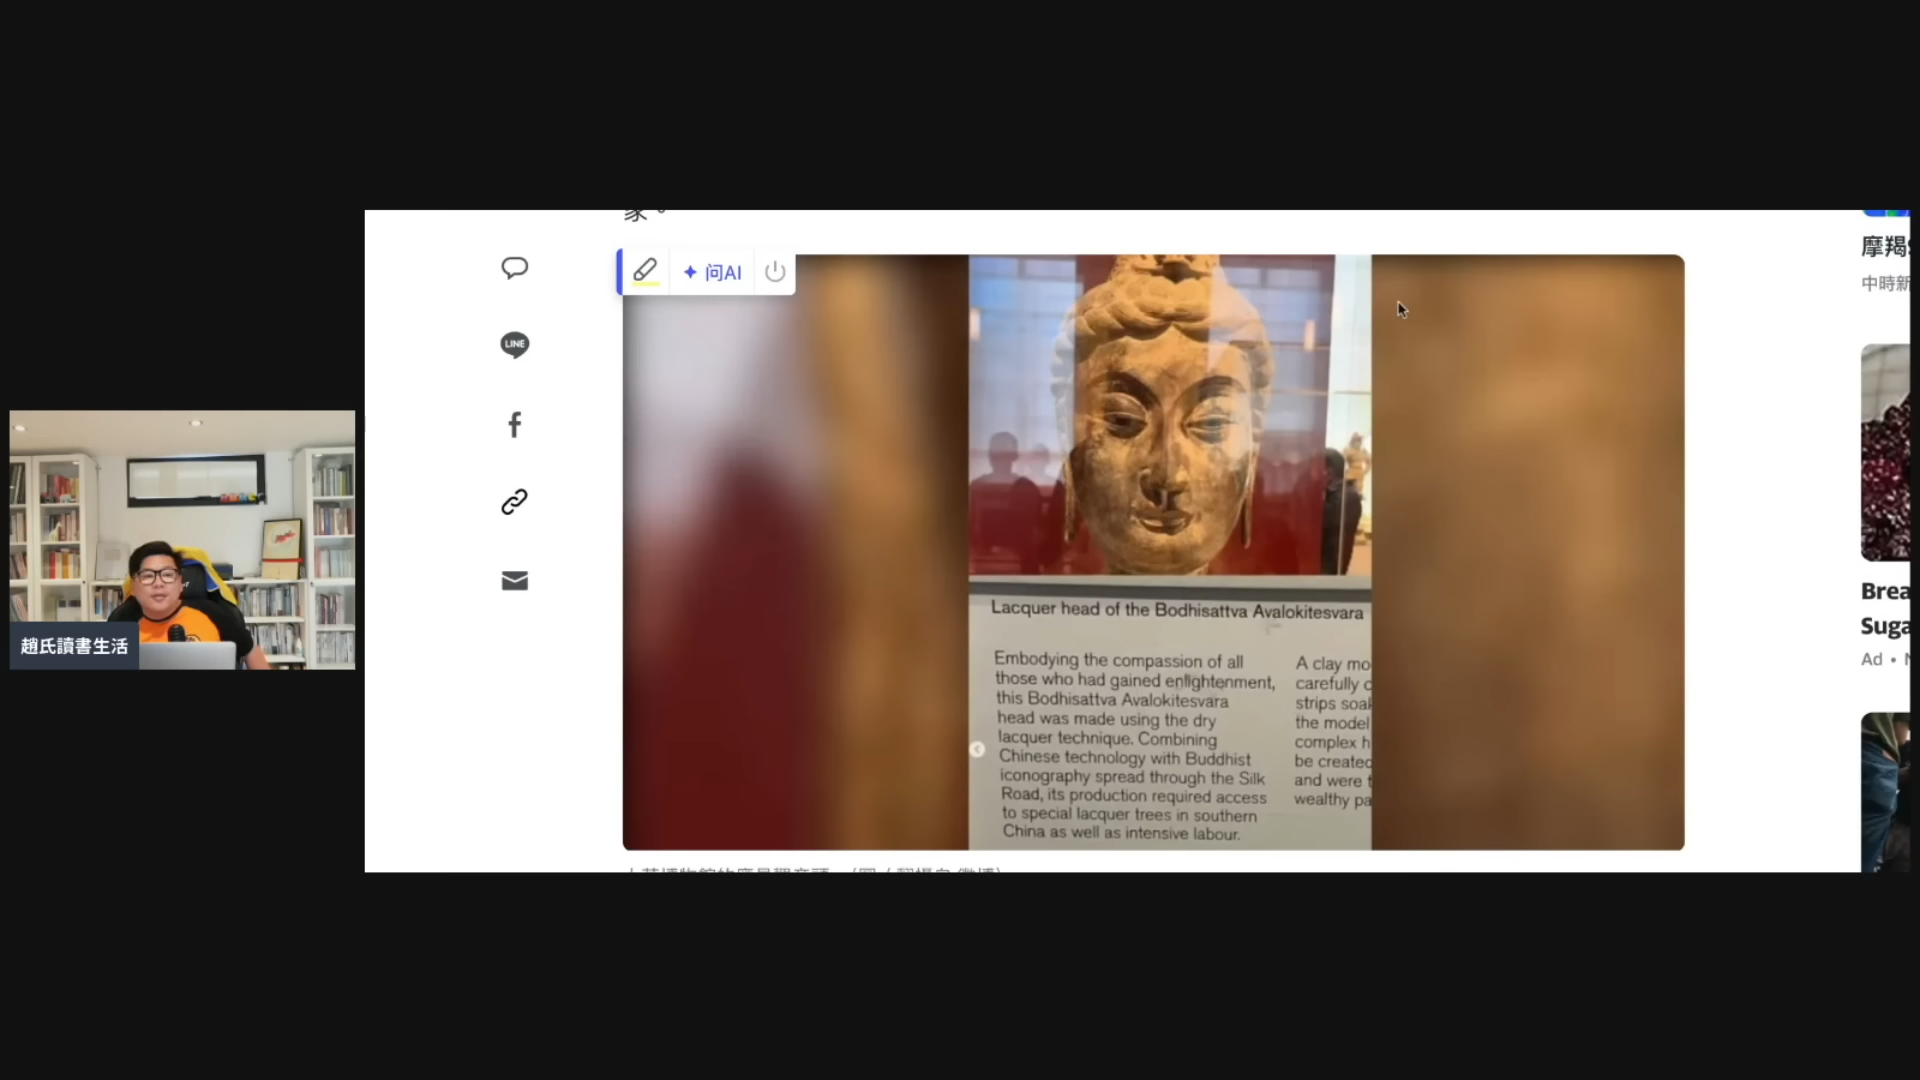 家。
问AI
LINE
Lacquer head of the Bodhisattva Avalokitesvara
Embodying the compassion of all
those who had gained enlightenment,
this Bodhisattva Avalokitesvara
head was made using the dry
lacquer technique. Combining
Chinese technology with Buddhist
iconography spread through the Silk
Road, its production required access
to special lacquer trees in southern
China as well as intensive labour.
A clay mo
carefully c
strips soa
the model
complex h
be created
and were t
wealthy pa
趙氏讀書生活
摩羯
中時新
Brea
Suga
Ad •